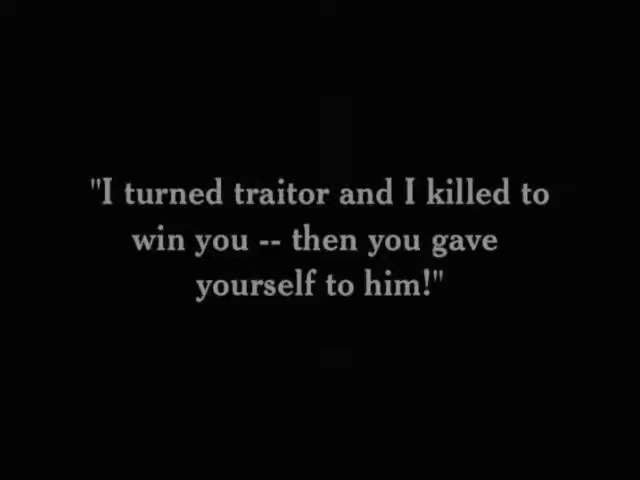 "I turned traitor and I killed to
win you -- then you gave
yourself to him!"